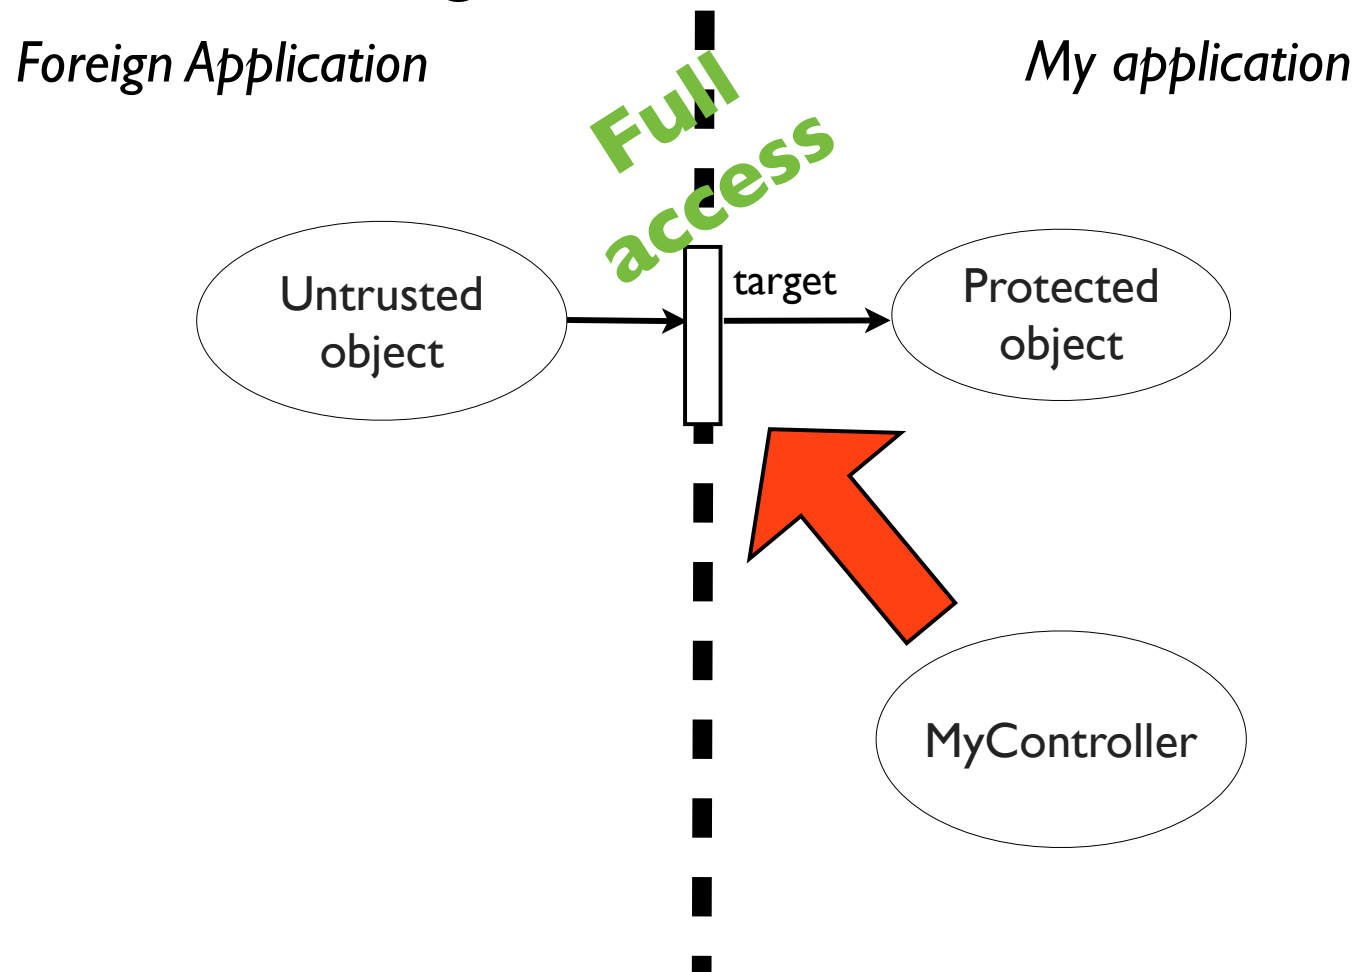 Foreign Application
My application
Full
access
Untrusted
object
target
Protected
object
MyController